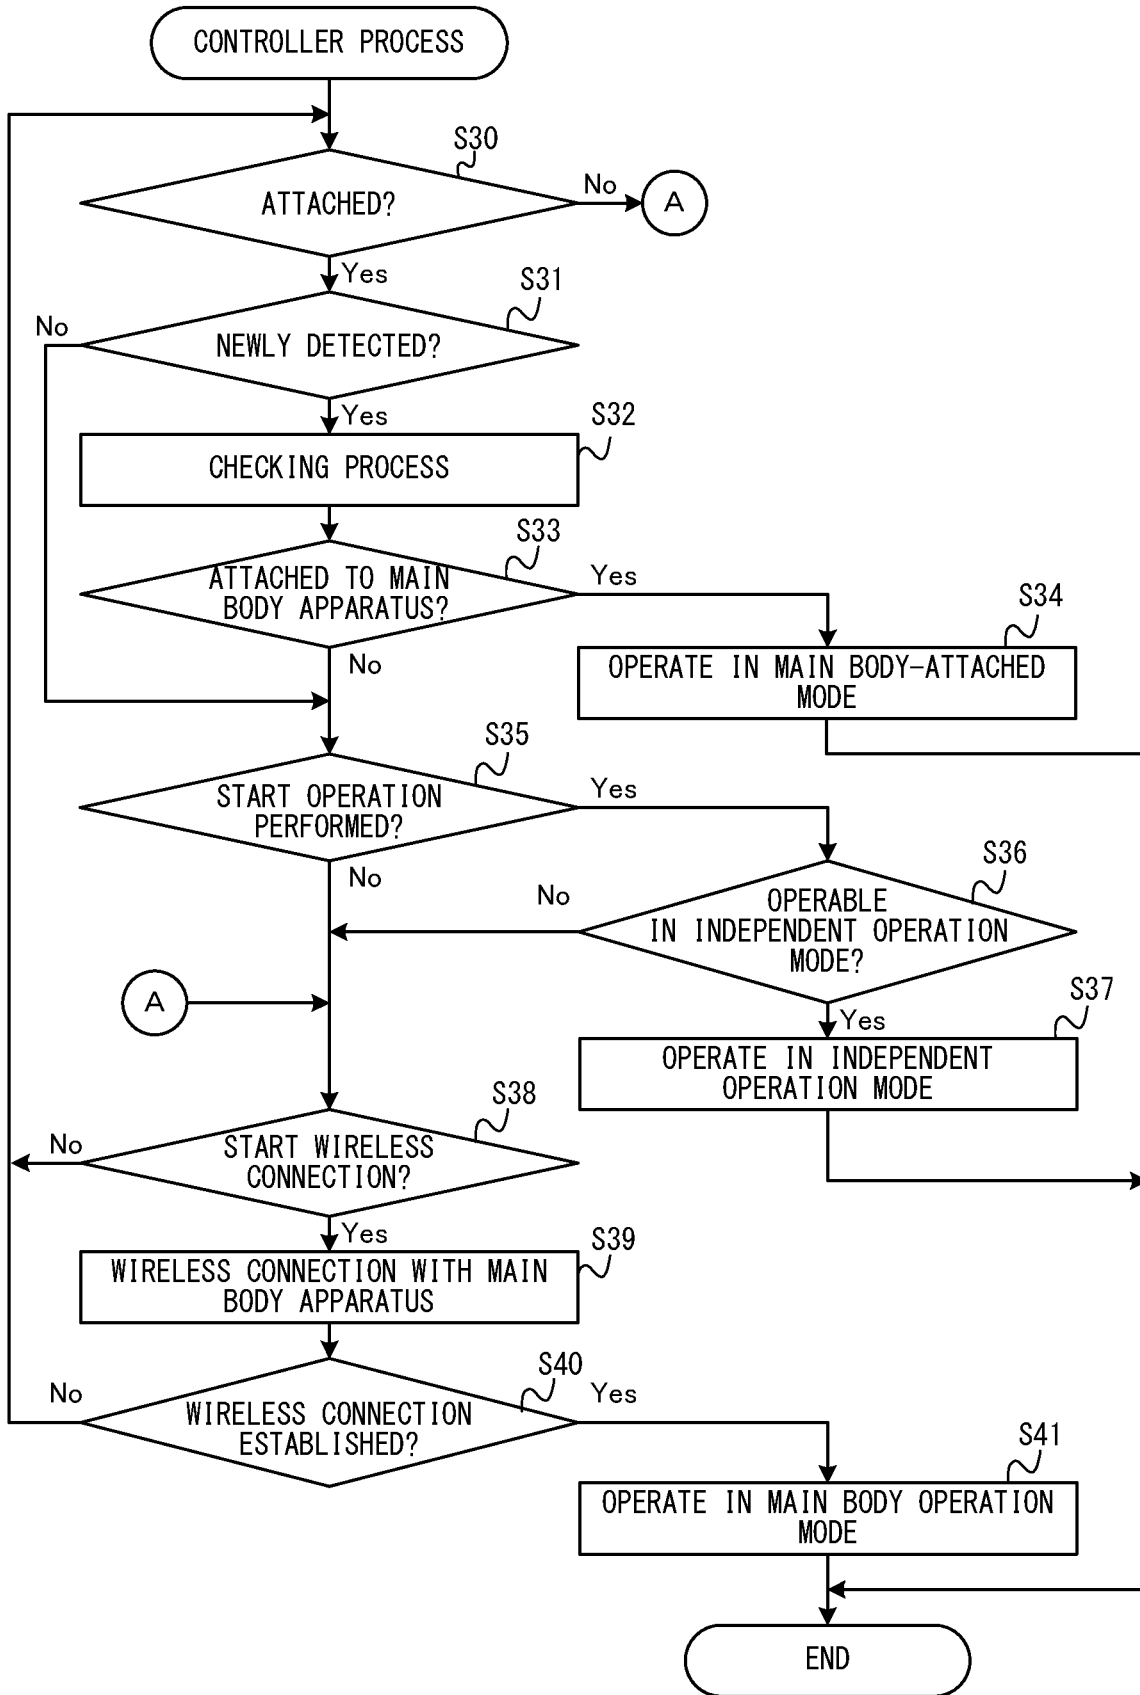 CONTROLLER PROCESS
S30
ATTACHED?
No
A
Yes
S31
No
NEWLY DETECTED?
Yes
S32
CHECKING PROCESS
S33
ATTACHED TO MAIN
BODY APPARATUS?
Yes
S34
No
OPERATE IN MAIN BODY-ATTACHED
MODE
S35
START OPERATION
PERFORMED?
Yes
No
S36
No
OPERABLE
IN INDEPENDENT OPERATION
MODE?
A
S37
Yes
OPERATE IN INDEPENDENT
OPERATION MODE
S38
No
START WIRELESS
CONNECTION?
Yes
S39
WIRELESS CONNECTION WITH MAIN
BODY APPARATUS
S40
No
Yes
WIRELESS CONNECTION
ESTABLISHED?
S41
OPERATE IN MAIN BODY OPERATION
MODE
END